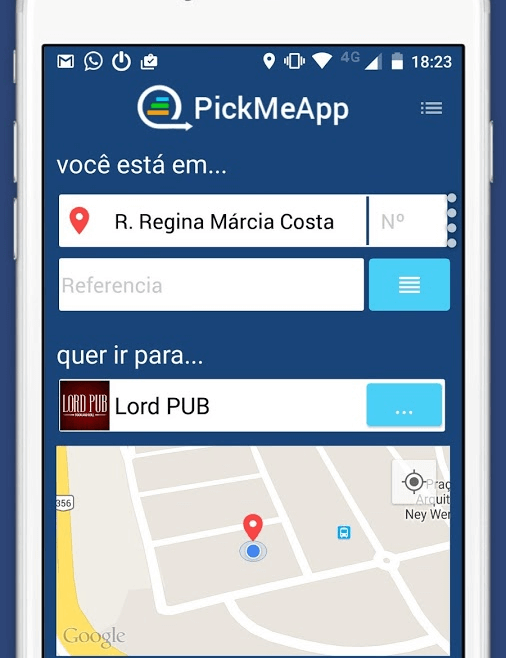 4G 18:23
PickMeApp
você está em...
R. Regina Márcia Costa Nº
Referencia
quer ir para...
LORD PUB Lord PUB ...
Praç
Arquit
356 Ney Wer
Google